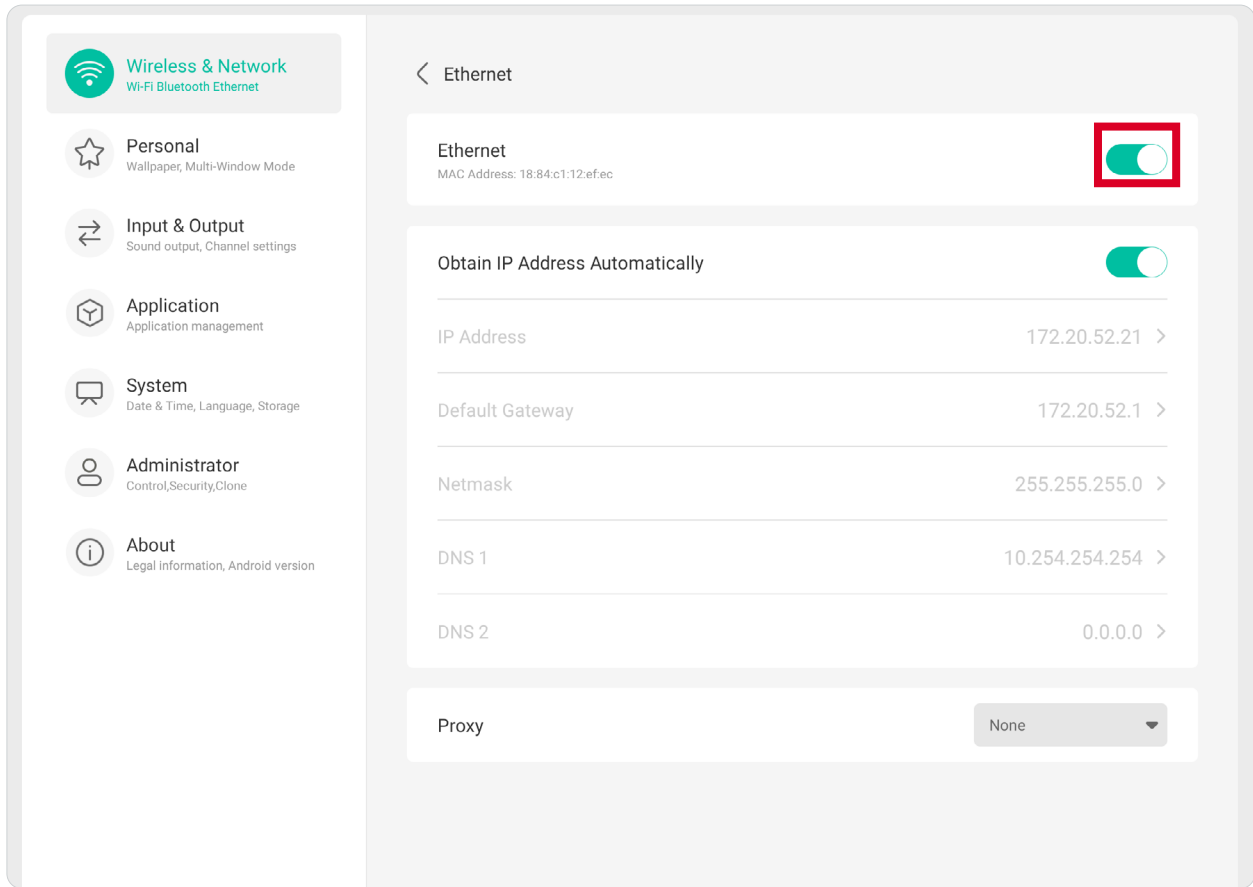 Wireless & Network
Wi-Fi Bluetooth Ethernet
Personal
Wallpaper, Multi-Window Mode
Input & Output
Sound output, Channel settings
Application
Application management
System
Date & Time, Language, Storage
Administrator
Control,Security,Clone
About
Legal information, Android version
Ethernet
Ethernet
MAC Address: 18:84:c1:12:ef:ec
Obtain IP Address Automatically
IP Address 172.20.52.21
Default Gateway 172.20.52.1
Netmask 255.255.255.0
DNS 1 10.254.254.254
DNS 2 0.0.0.0
Proxy None